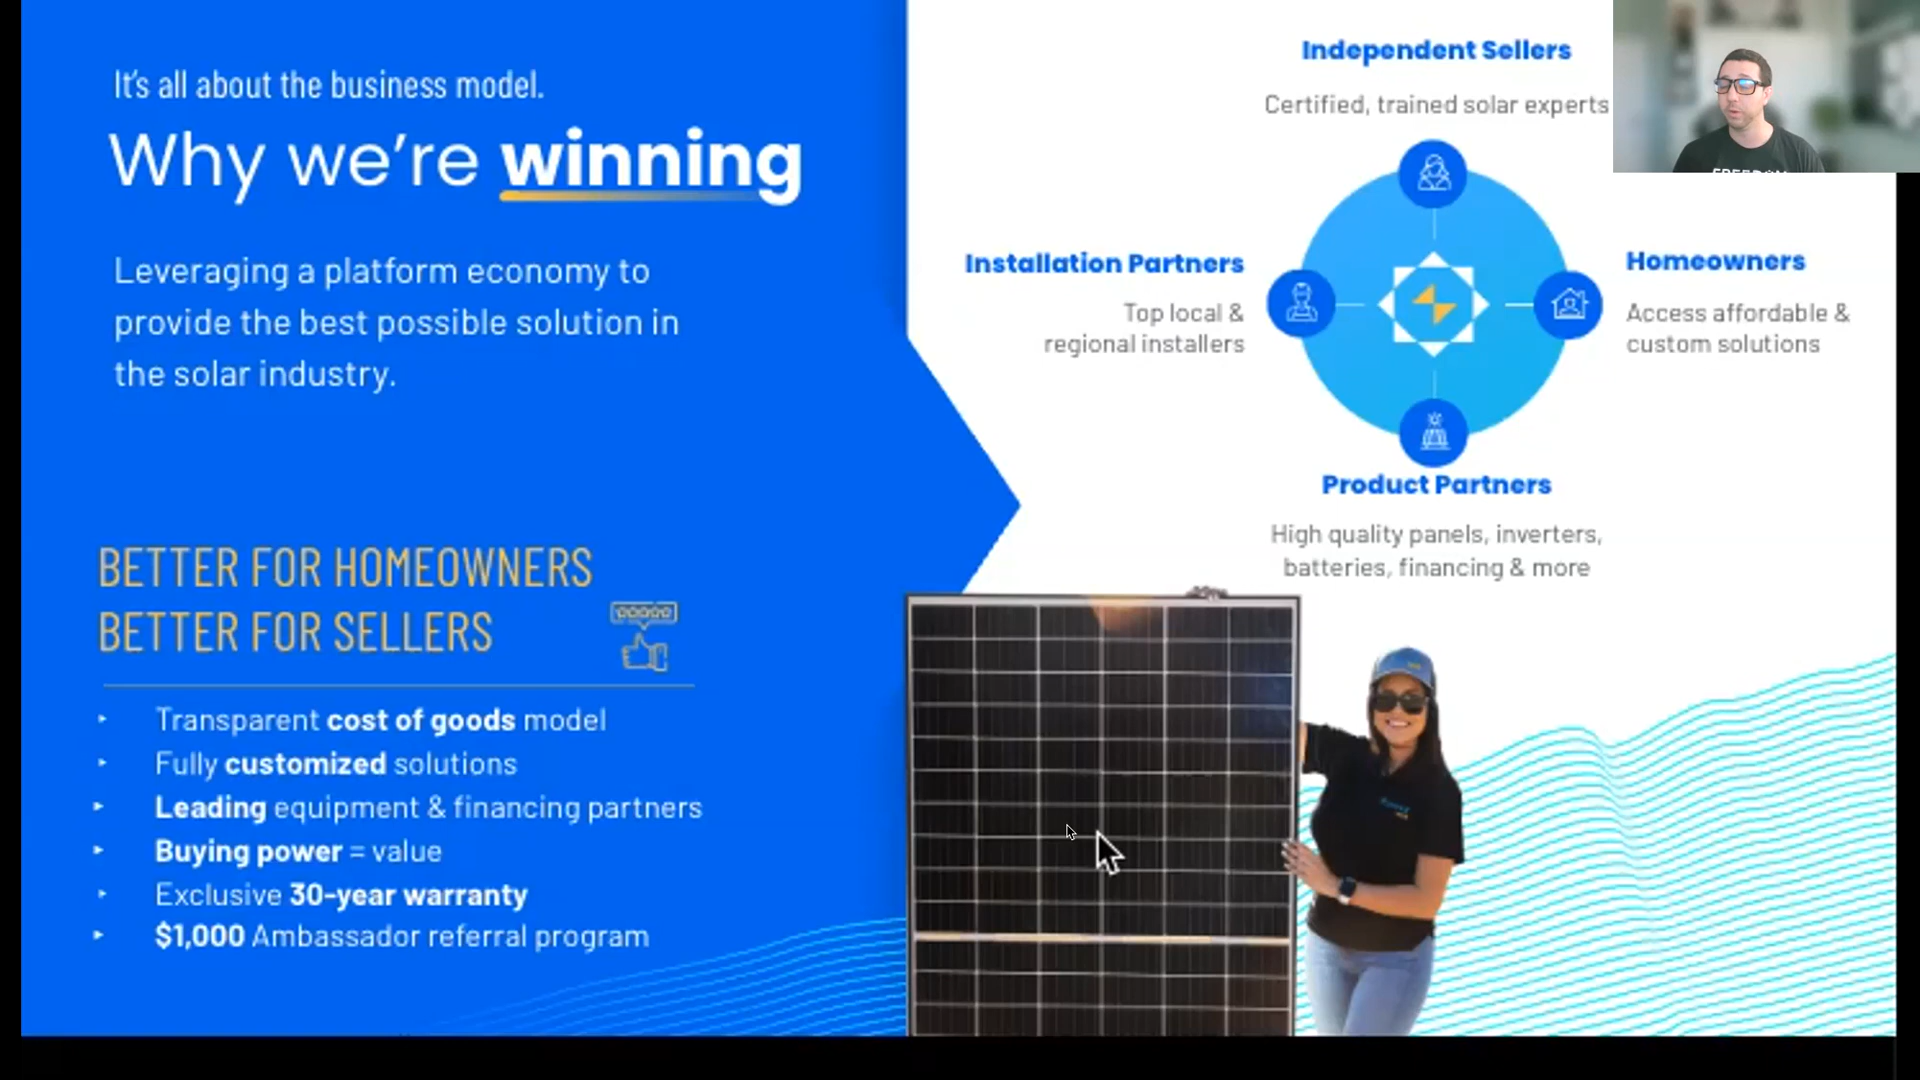 It's all about the business model.
Why we're winning
Leveraging a platform economy to
provide the best possible solution in
the solar industry.
BETTER FOR HOMEOWNERS
BETTER FOR SELLERS
Transparent cost of goods model
Fully customized solutions
Leading equipment & financing partners
Buying power = value
Exclusive 30-year warranty
$1,000 Ambassador referral program
Independent Sellers
Certified, trained solar experts
Installation Partners
Top local &
regional installers
Homeowners
Access affordable &
custom solutions
Product Partners
High quality panels, inverters,
batteries, financing & more